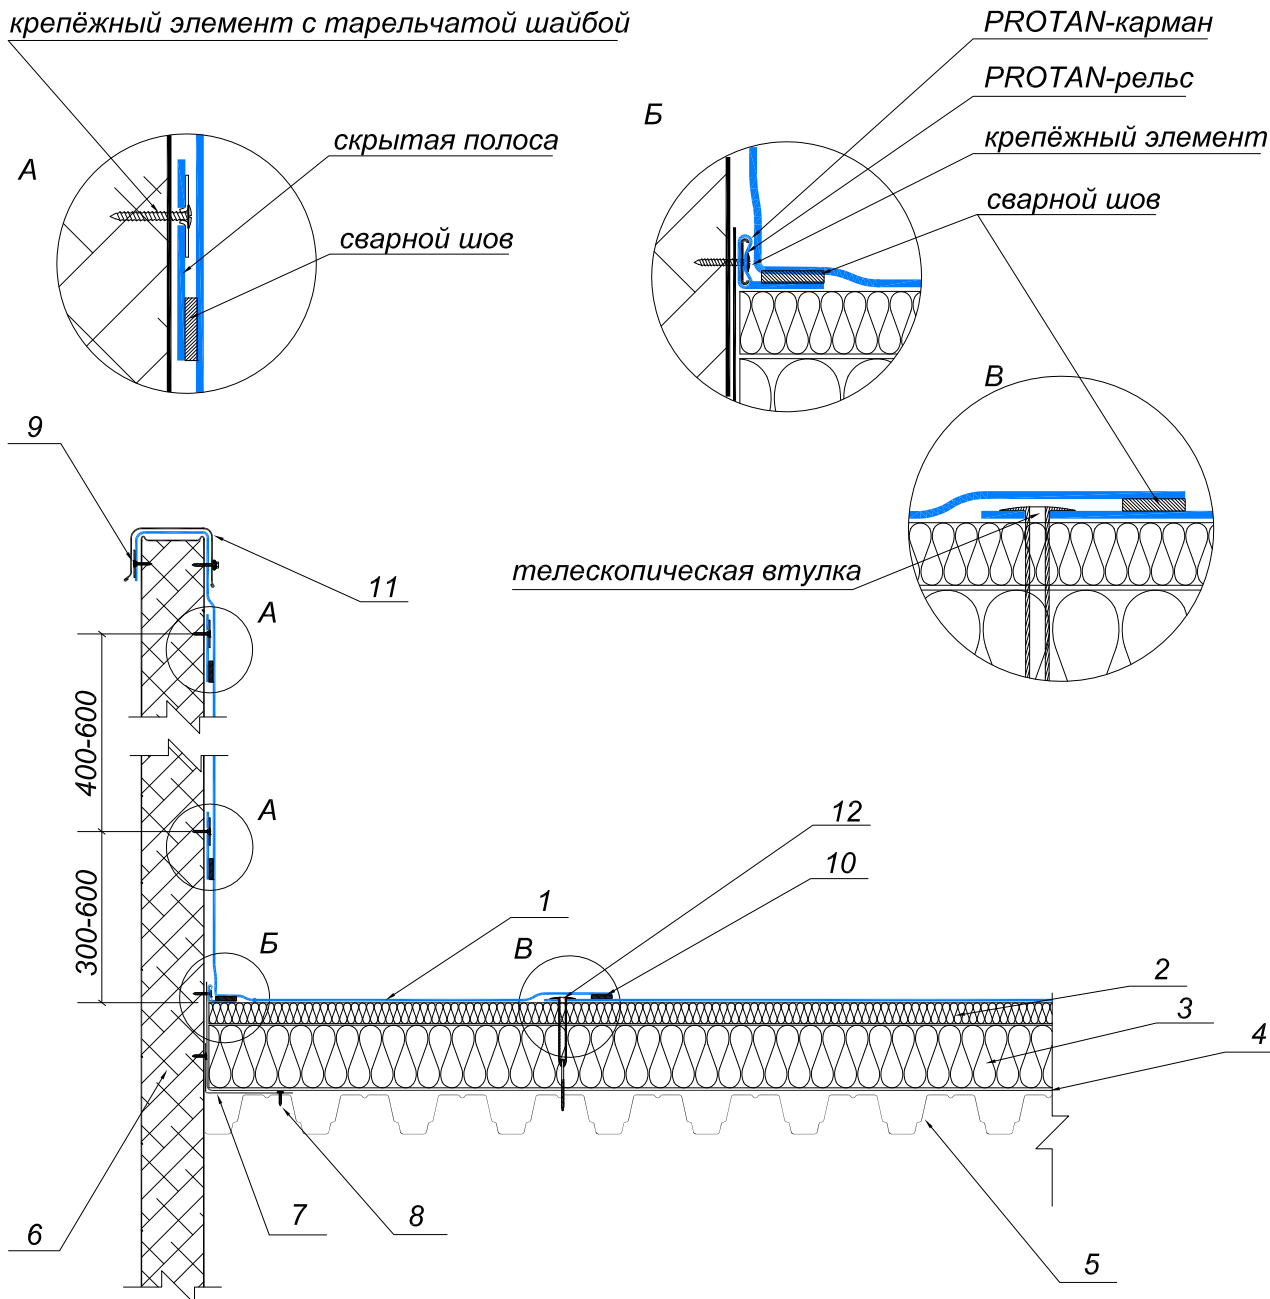 крепёжный элемент с тарельчатой шайбой
PROTAN-карман
PROTAN-рельс
Б
крепёжный элемент
скрытая полоса
А
сварной шов
сварной шов
В
9
телескопическая втулка
11
А
400-600
А
12
10
300-600
1
Б
В
2
3
4
7
8
6
5